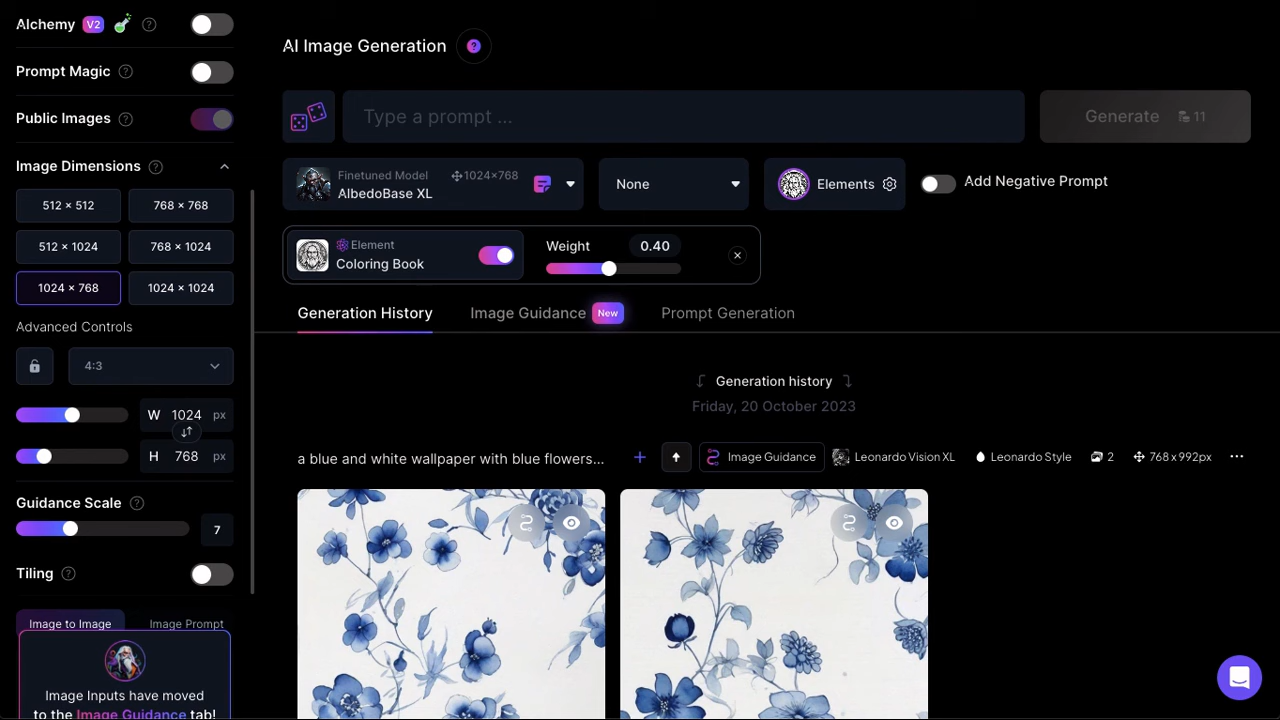 Alchemy V2
Prompt Magic
Public Images
Image Dimensions
512 × 512
768 × 768
512 × 1024
768 × 1024
1024 × 768
1024 × 1024
Advanced Controls
4:3
W 1024 px
H 768 px
Guidance Scale
7
Tiling
Image to Image
Image Prompt
Image Inputs have moved
to the Image Guidance tab!
AI Image Generation
Type a prompt ...
Generate 11
Finetuned Model
1024×768
AlbedoBase XL
None
Elements
Add Negative Prompt
Element
Coloring Book
Weight 0.40
Generation History
Image Guidance New
Prompt Generation
Generation history
Friday, 20 October 2023
a blue and white wallpaper with blue flowers...
Image Guidance
Leonardo Vision XL
Leonardo Style
2
768 x 992px